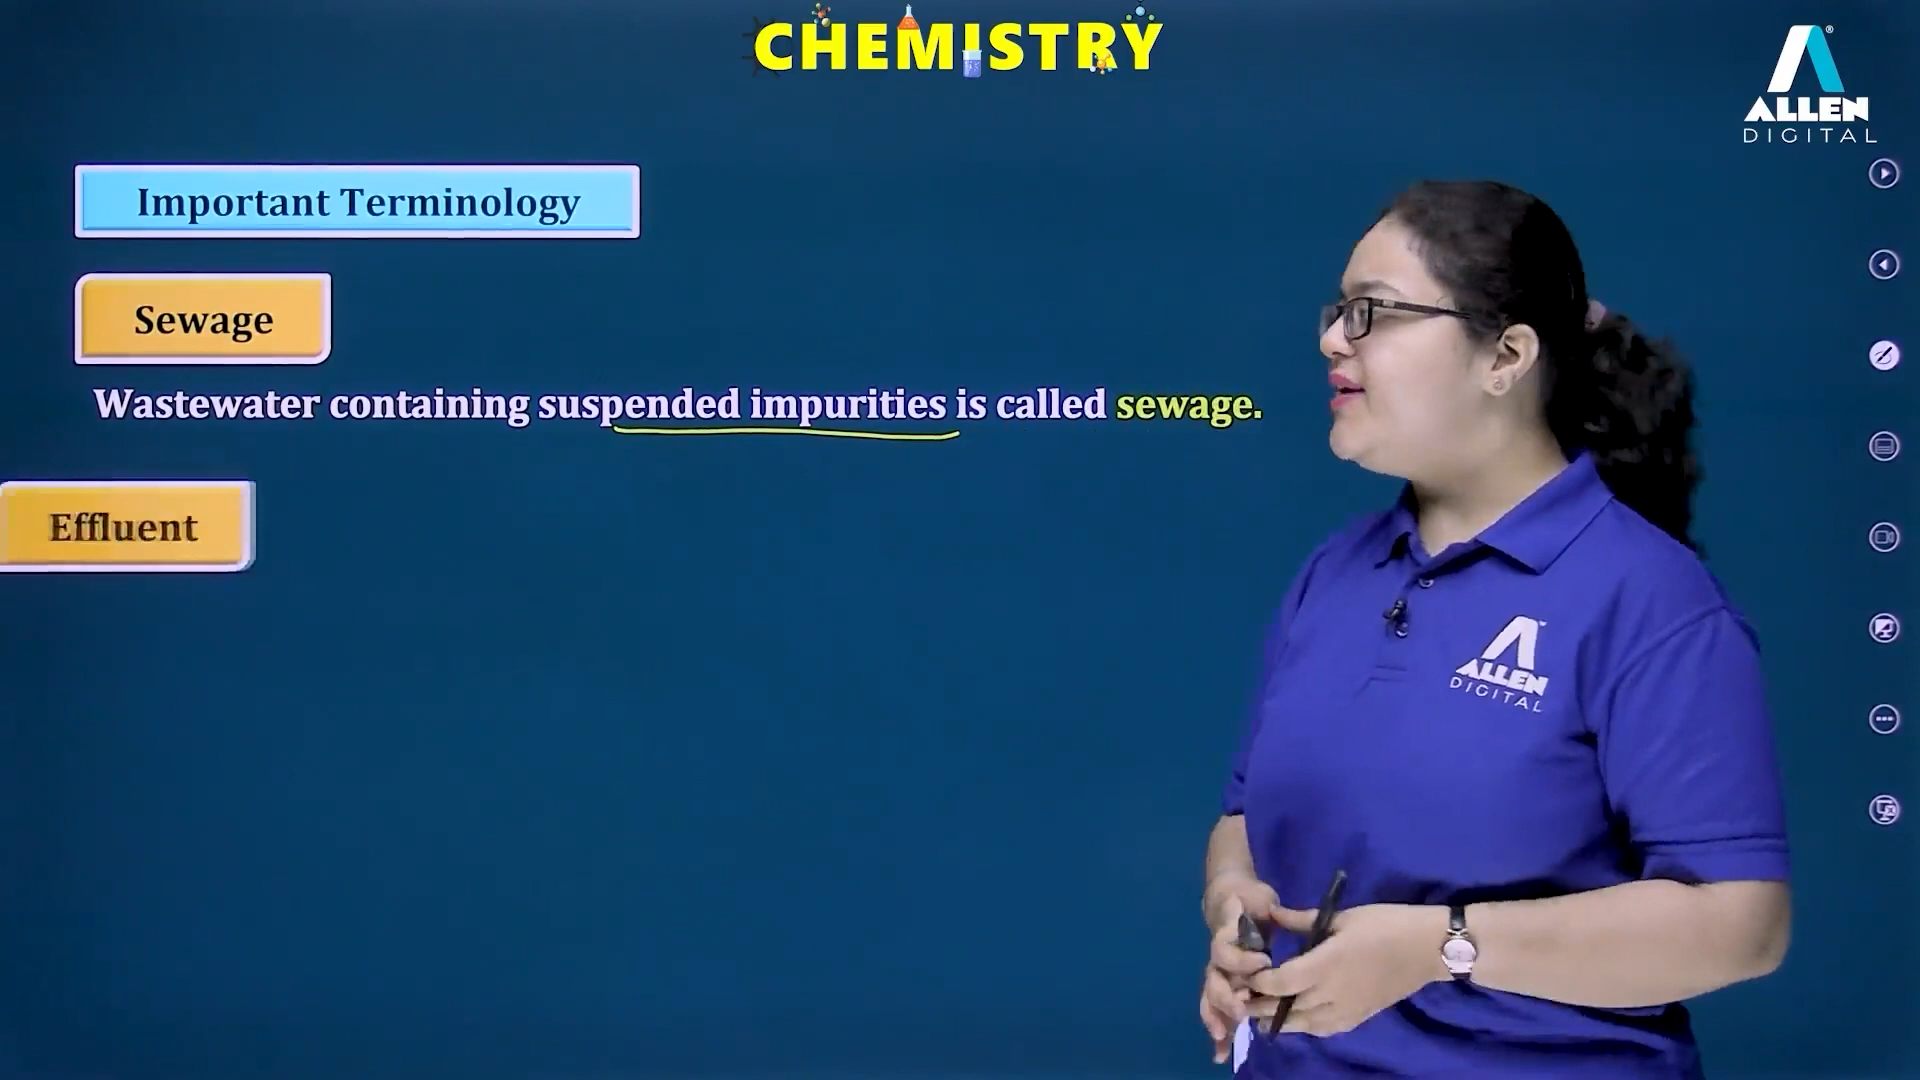 CHEMISTRY
ALLEN
DIGITAL
Important Terminology
Sewage
Wastewater containing suspended impurities is called sewage.
Effluent
ALLEN
DIGITAL